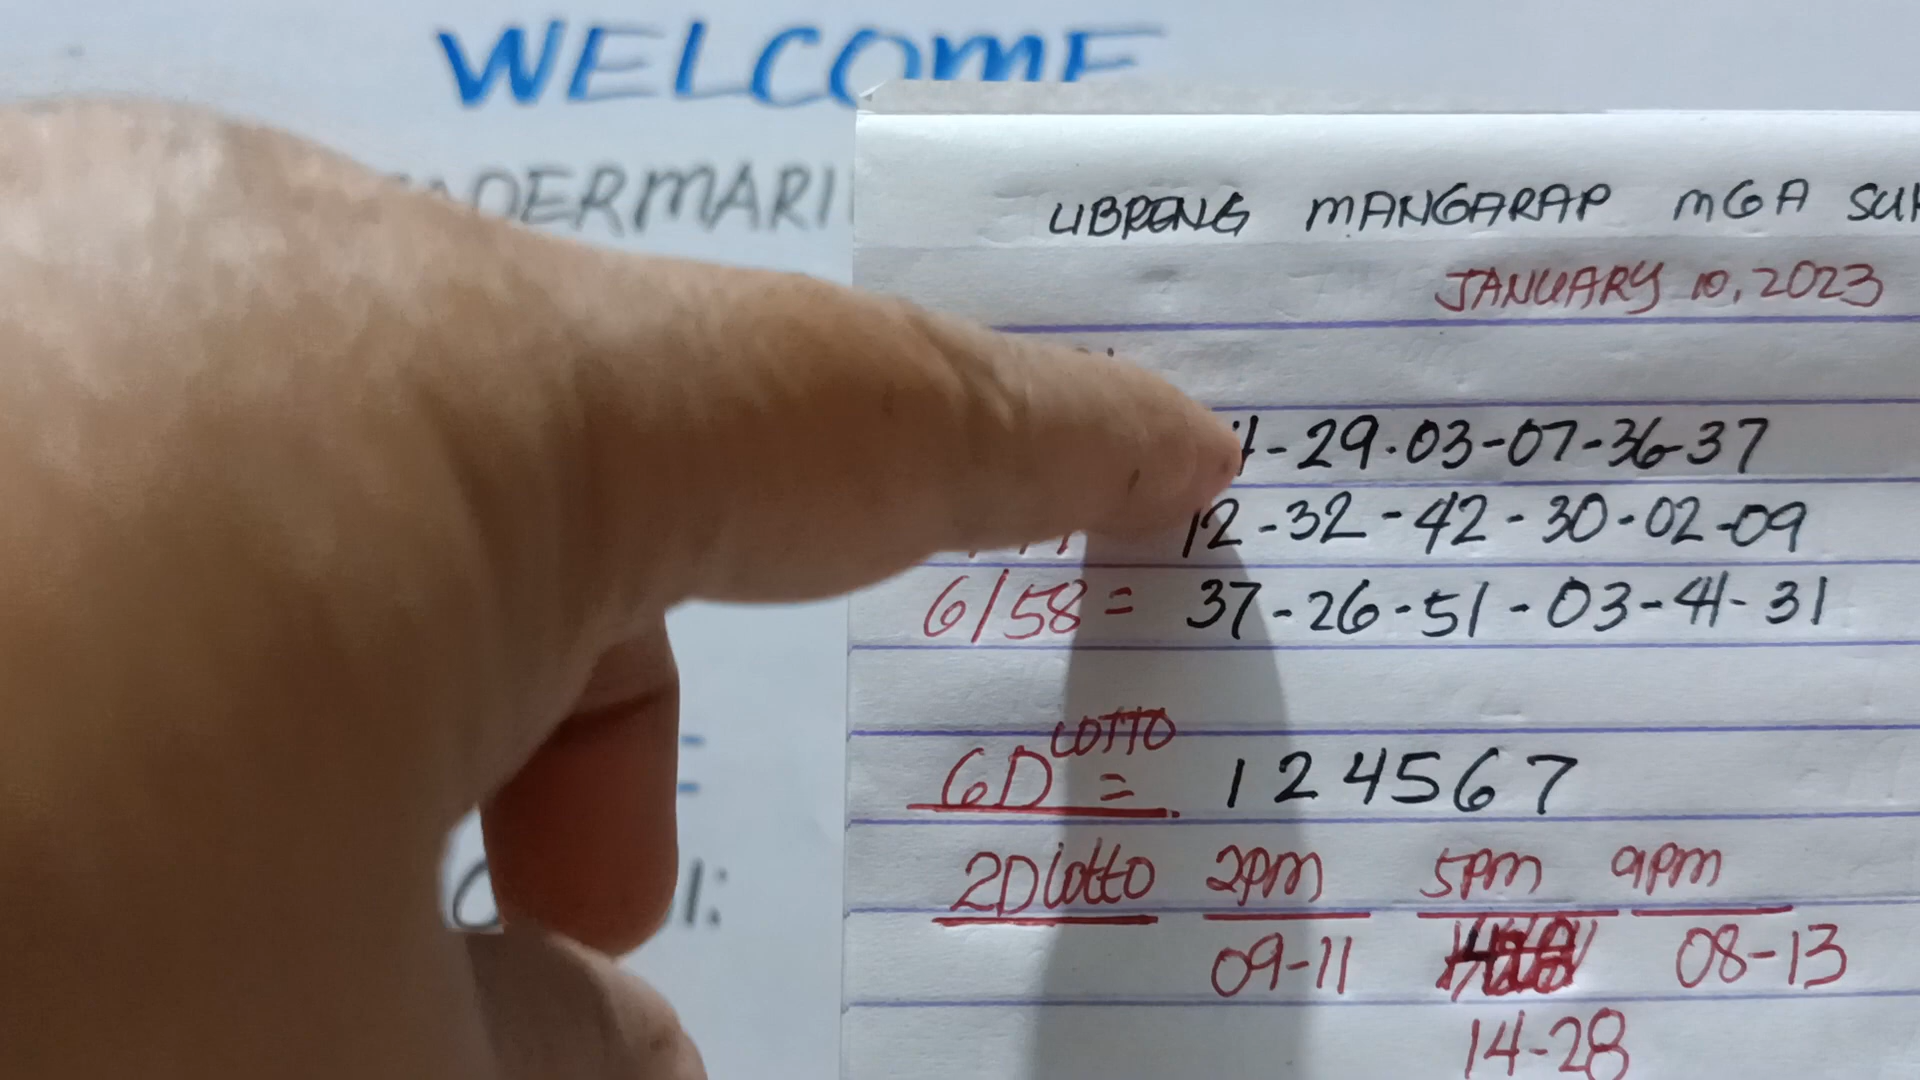 WELCOME
LIBRENG MANGARAP MGA
JANUARY 10, 2023
29.03-07-36-37
12-32-42-30-02-09
6/58= 37-26-51-03-41-31
LOTTO
6D = 124567
2D lotto 2pm 5pm 9pm
09-11 08-13
14-28